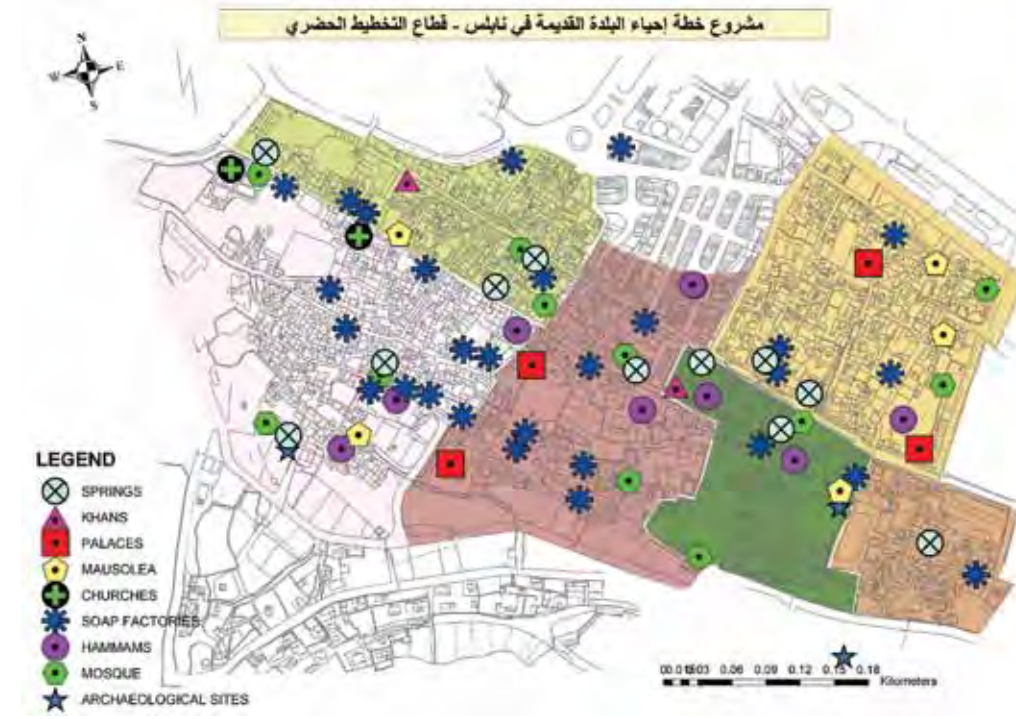 مشروع خطة إحياء البلدة القديمة في نابلس - قطاع التخطيط الحضري
N
W E
S
LEGEND
SPRINGS
KHANS
PALACES
MAUSOLEA
CHURCHES
SOAP FACTORIES
HAMMAMS
MOSQUE
ARCHAEOLOGICAL SITES
0.06 0.09 0.12 0.15 0.18
Kilometers